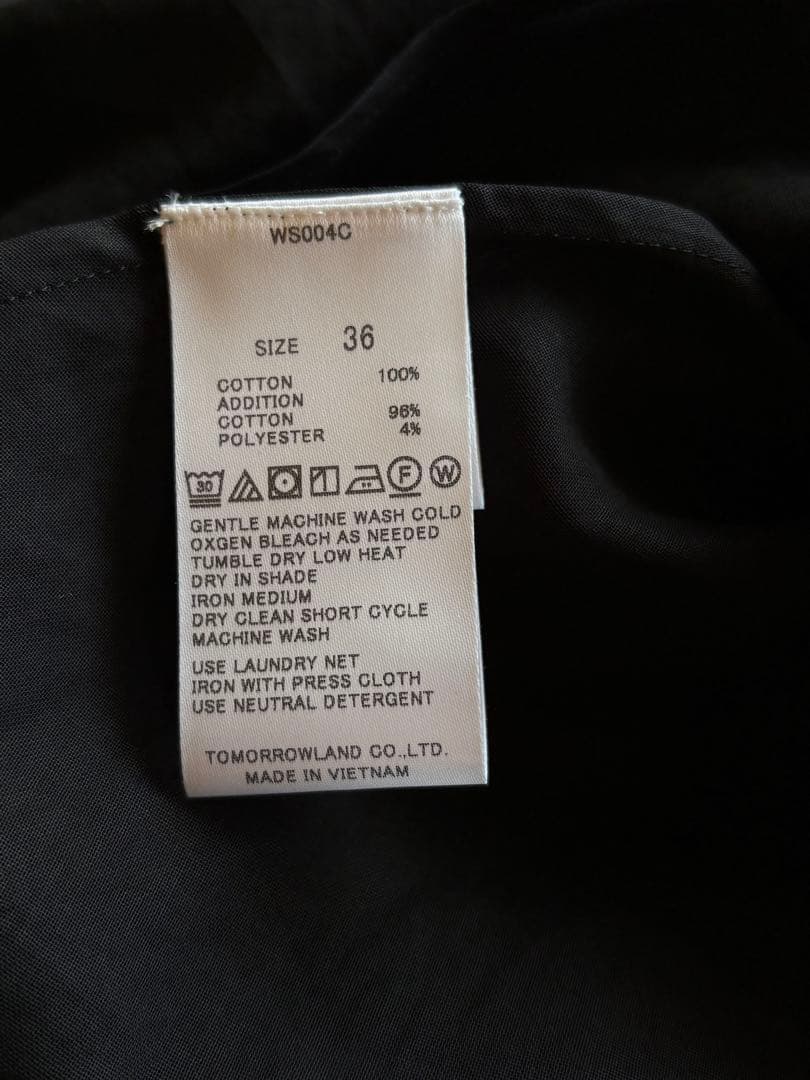 WS004C
SIZE 36
COTTON 100%
ADDITION
COTTON 96%
POLYESTER 4%
30 F W
GENTLE MACHINE WASH COLD
OXGEN BLEACH AS NEEDED
TUMBLE DRY LOW HEAT
DRY IN SHADE
IRON MEDIUM
DRY CLEAN SHORT CYCLE
MACHINE WASH
USE LAUNDRY NET
IRON WITH PRESS CLOTH
USE NEUTRAL DETERGENT
TOMORROWLAND CO.,LTD.
MADE IN VIETNAM